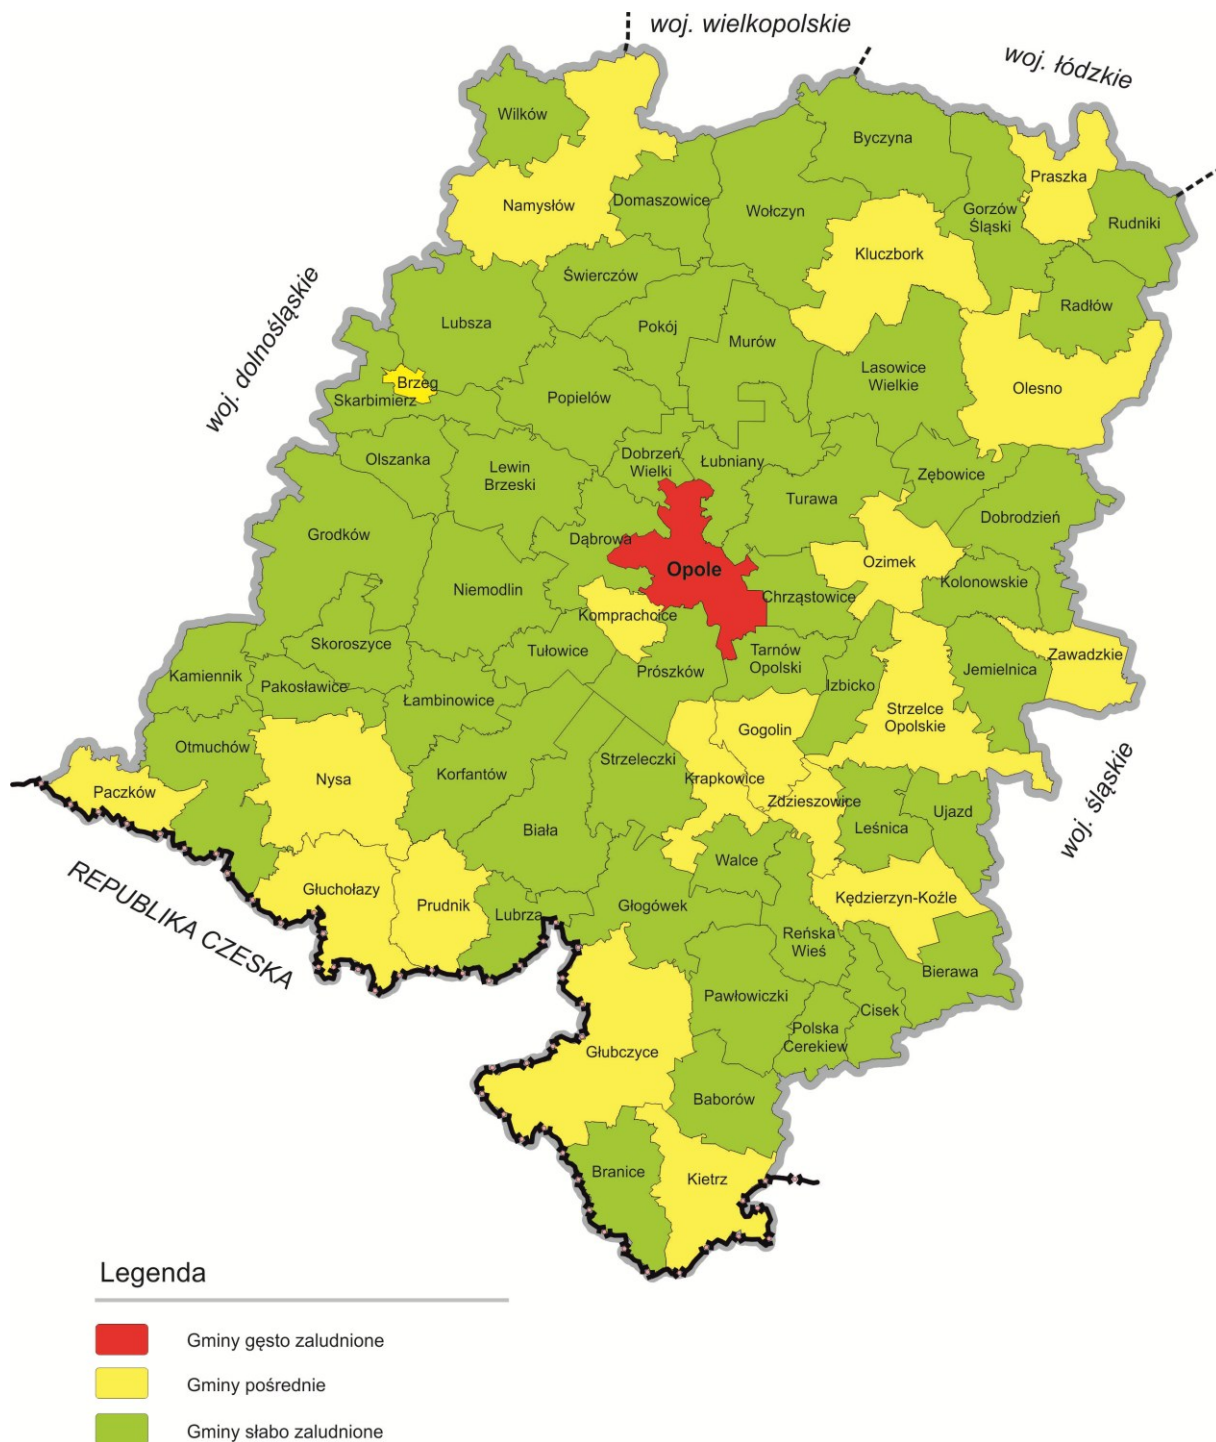 woj. wielkopolskie
woj. łódzkie
Wilków
Byczyna
Praszka
Namysłów
Domaszowice
Wołczyn
Gorzów
Śląski
Rudniki
Kluczbork
Świerczów
Radłów
woj. dolnośląskie
Lubsza
Pokój
Murów
Lasowice
Wielkie
Brzeg
Skarbimierz
Popielów
Olesno
Olszanka
Lewin
Brzeski
Dobrzeń
Wielki
Łubniany
Zębowice
Turawa
Dobrodzień
Grodków
Dąbrowa
Opole
Ozimek
Niemodlin
Kolonowskie
Chrząstowice
Komprachcice
Skoroszyce
Tułowice
Tarnów
Opolski
Zawadzkie
Kamiennik
Prószków
Jemielnica
Pakosławice
Izbicko
Łambinowice
Strzelce
Opolskie
Otmuchów
Gogolin
Strzeleczki
Korfantów
Nysa
Krapkowice
Paczków
Zdzieszowice
woj. śląskie
Ujazd
Leśnica
Biała
Walce
REPUBLIKA CZESKA
Głuchołazy
Prudnik
Lubrza
Głogówek
Kędzierzyn-Koźle
Reńska
Wieś
Bierawa
Pawłowiczki
Cisek
Polska
Cerekiew
Głubczyce
Baborów
Branice
Kietrz
Legenda
Gminy gęsto zaludnione
Gminy pośrednie
Gminy słabo zaludnione